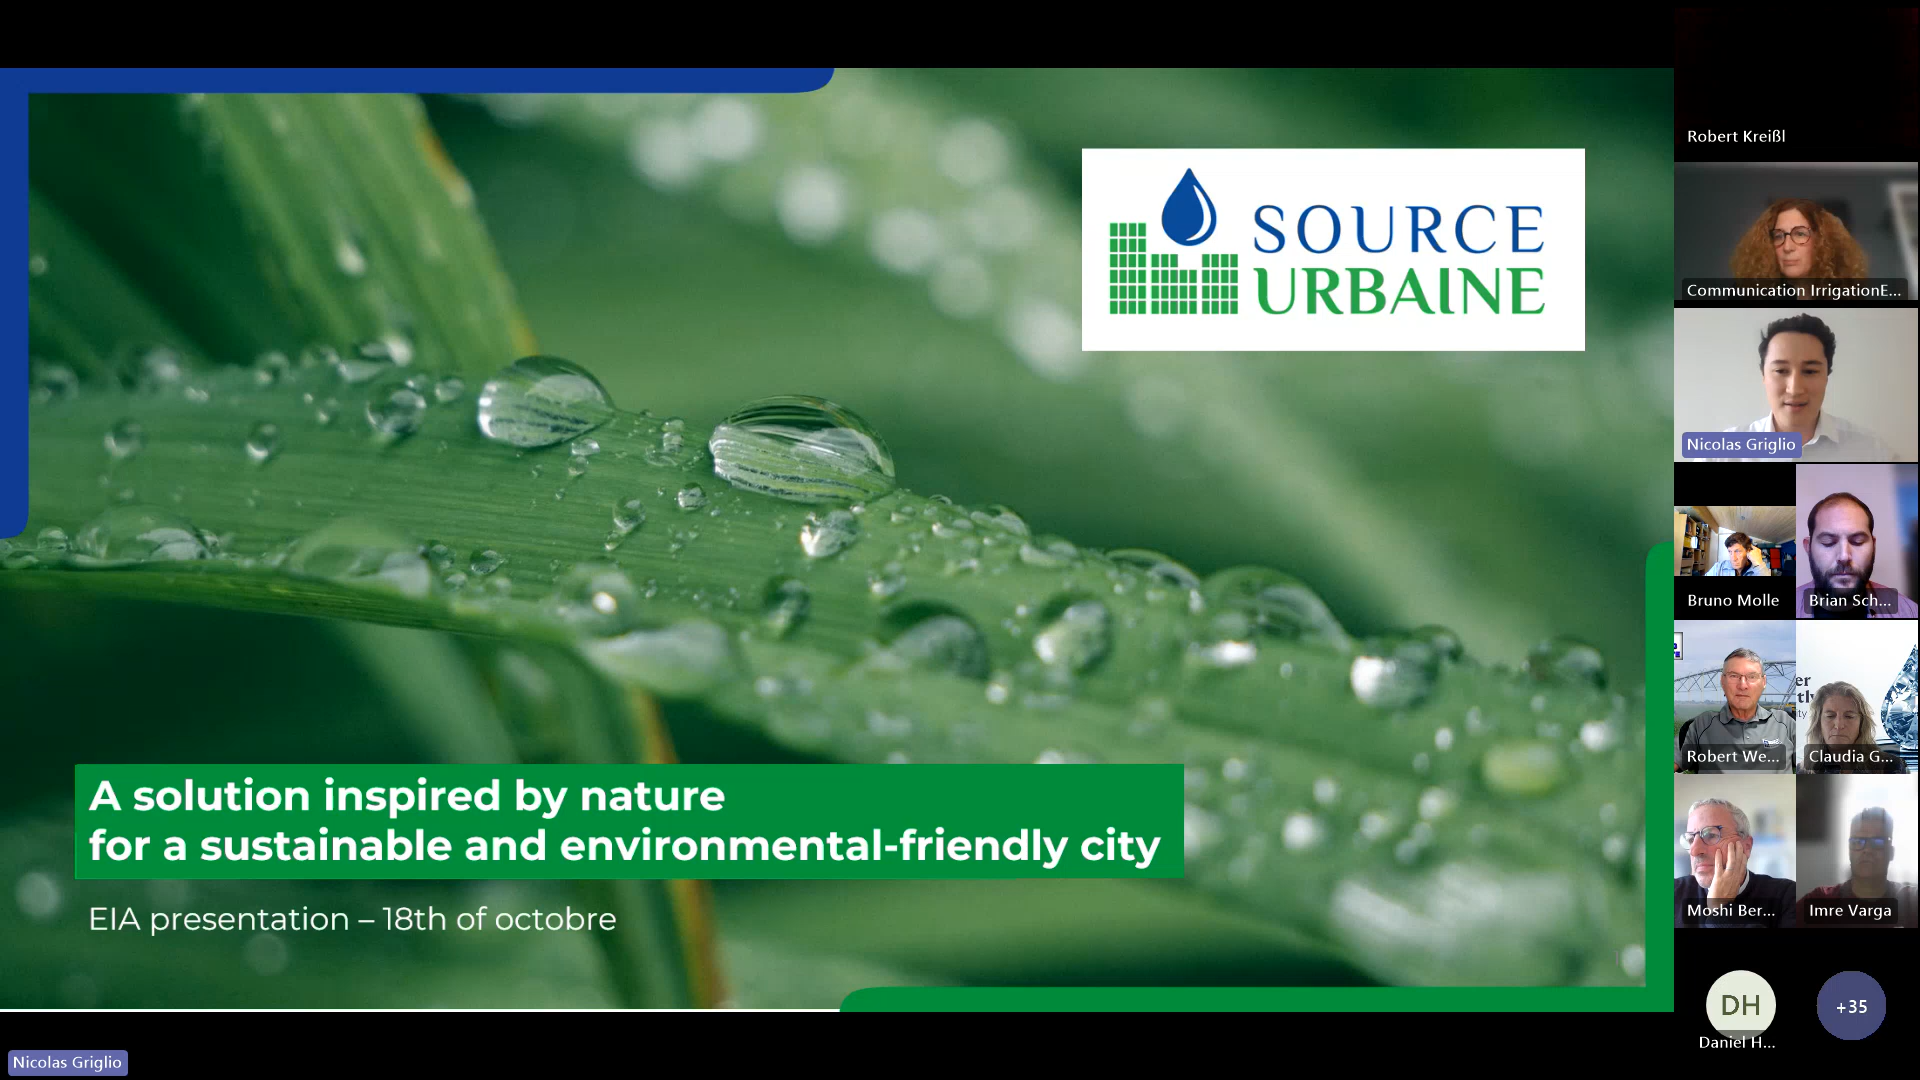 SOURCE
URBAINE
A solution inspired by nature
for a sustainable and environmental-friendly city
EIA presentation – 18th of octobre
1
Nicolas Griglio
Robert Kreißl
Communication IrrigationE...
Nicolas Griglio
Bruno Molle
Brian Sch...
Robert We...
Claudia G...
Moshi Ber...
Imre Varga
DH
Daniel H...
+35